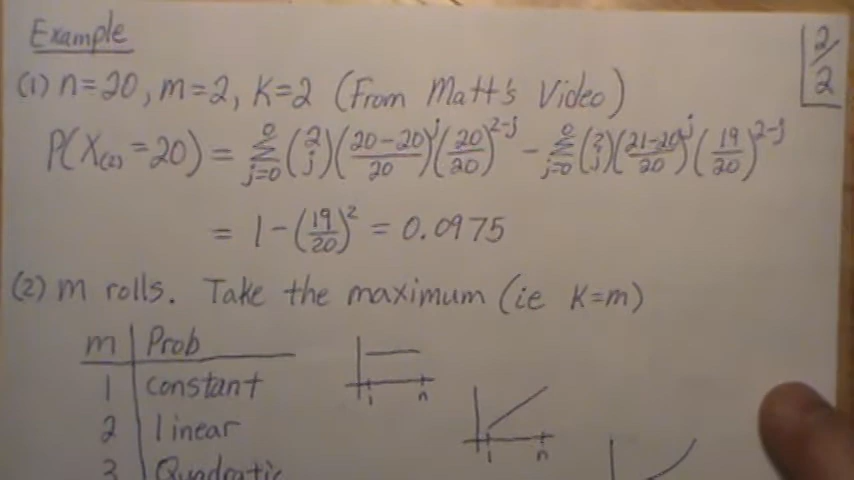 Example
2/2
(1) n=20, m=2, K=2 (From Matt's Video)
P(X₍₂₎ = 20) = Σ_{j=0}^{0} (2 j) ((20-20)/20)^j (20/20)^{2-j} - Σ_{j=0}^{0} (2 j) ((21-20)/20)^j (19/20)^{2-j}
= 1 - (19/20)^2 = 0.0975
(2) m rolls. Take the maximum (ie K=m)
m | Prob
1 | constant
1 n
2 | linear
1 n
3 | Quadratic